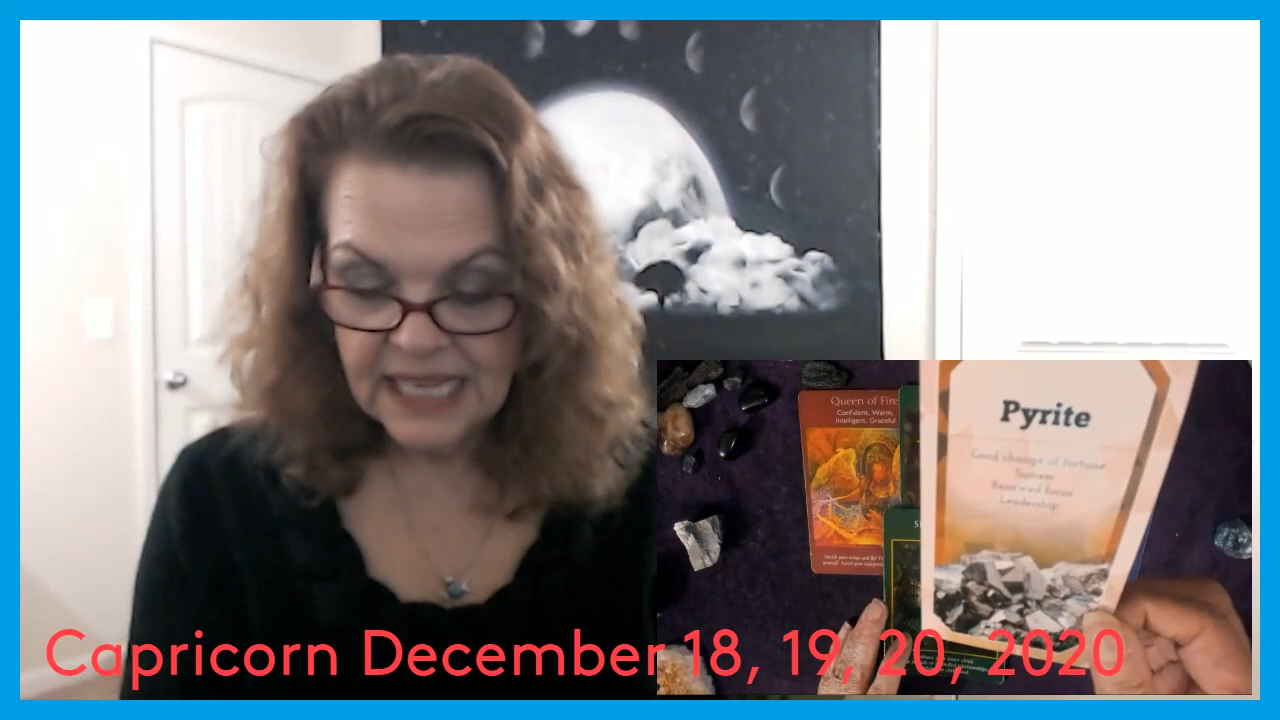 Queen of Fire
Confident, Warm,
Intelligent, Graceful
Pyrite
Good change of fortune
Success
Renewed focus
Leadership
Capricorn December 18, 19, 20, 2020